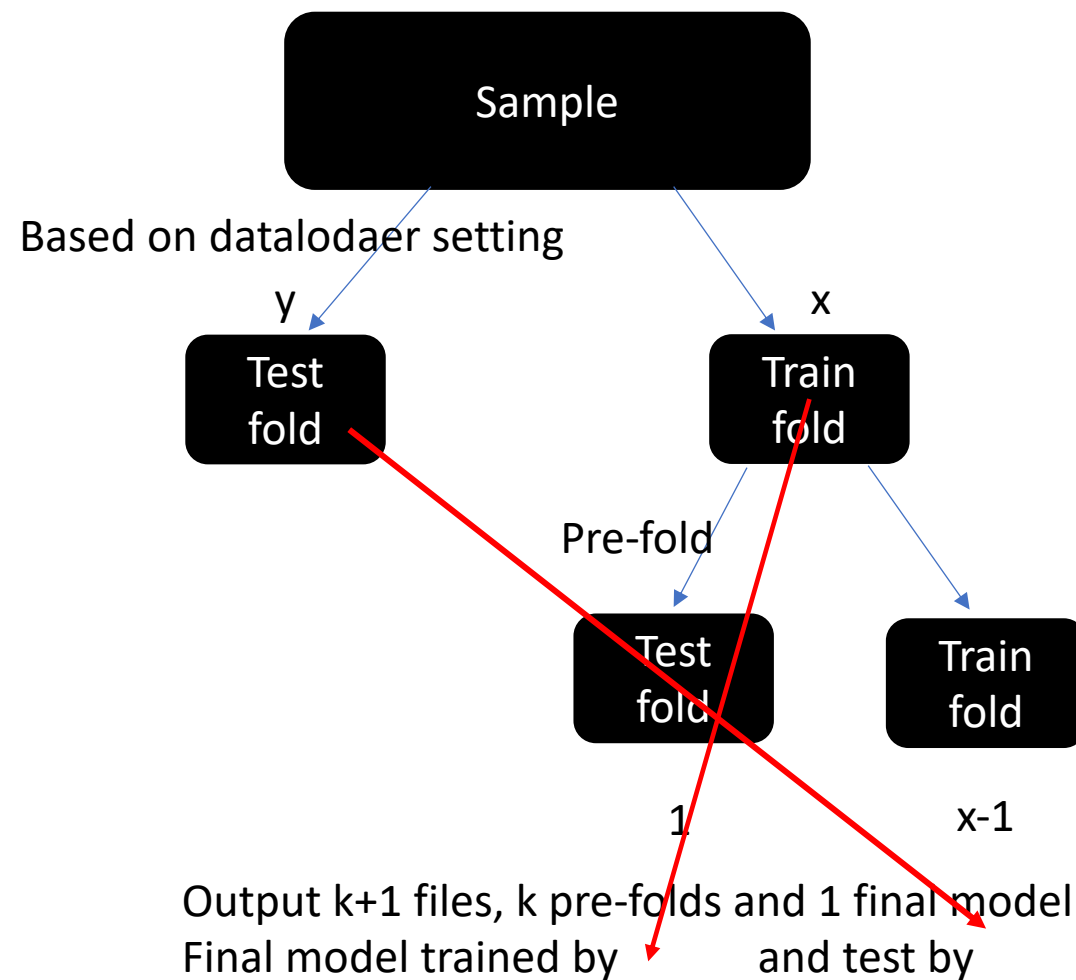 Sample
Based on datalodaer setting
y
x
Test
fold
Train
fold
Pre-fold
Test
fold
Train
fold
1
x-1
Output k+1 files, k pre-folds and 1 final model
Final model trained by and test by